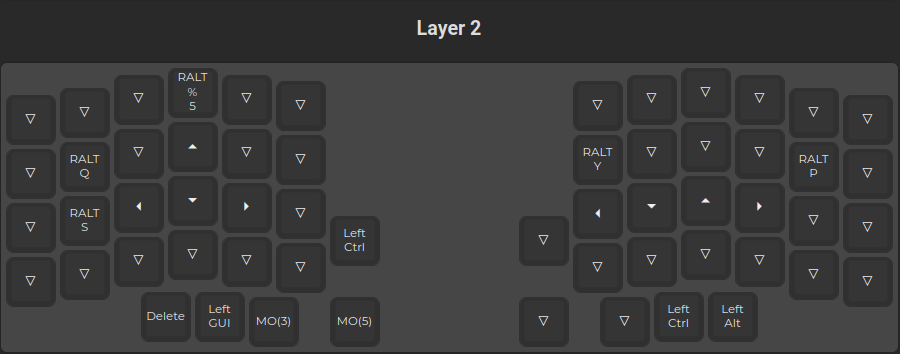 Layer 2
RALT
%
5
RALT
Q
RALT
Y
RALT
P
RALT
S
Left
Ctrl
Delete
Left
GUI
MO(3)
MO(5)
Left
Ctrl
Left
Alt